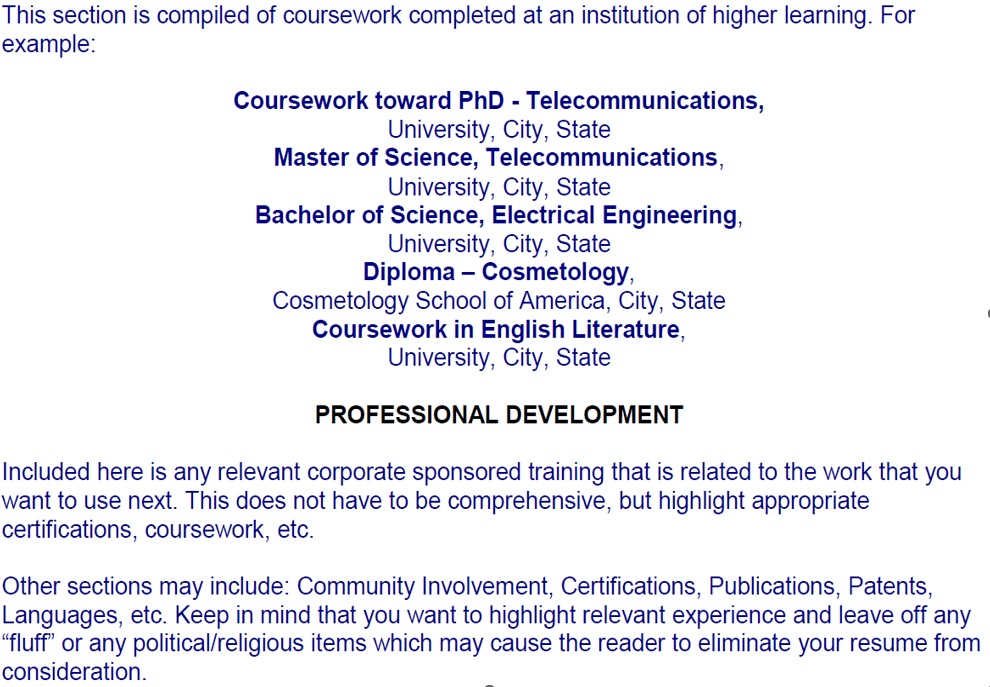 This section is compiled of coursework completed at an institution of higher learning. For
example:
Coursework toward PhD - Telecommunications,
University, City, State
Master of Science, Telecommunications,
University, City, State
Bachelor of Science, Electrical Engineering,
University, City, State
Diploma – Cosmetology,
Cosmetology School of America, City, State
Coursework in English Literature,
University, City, State
PROFESSIONAL DEVELOPMENT
Included here is any relevant corporate sponsored training that is related to the work that you
want to use next. This does not have to be comprehensive, but highlight appropriate
certifications, coursework, etc.
Other sections may include: Community Involvement, Certifications, Publications, Patents,
Languages, etc. Keep in mind that you want to highlight relevant experience and leave off any
“fluff” or any political/religious items which may cause the reader to eliminate your resume from
consideration.